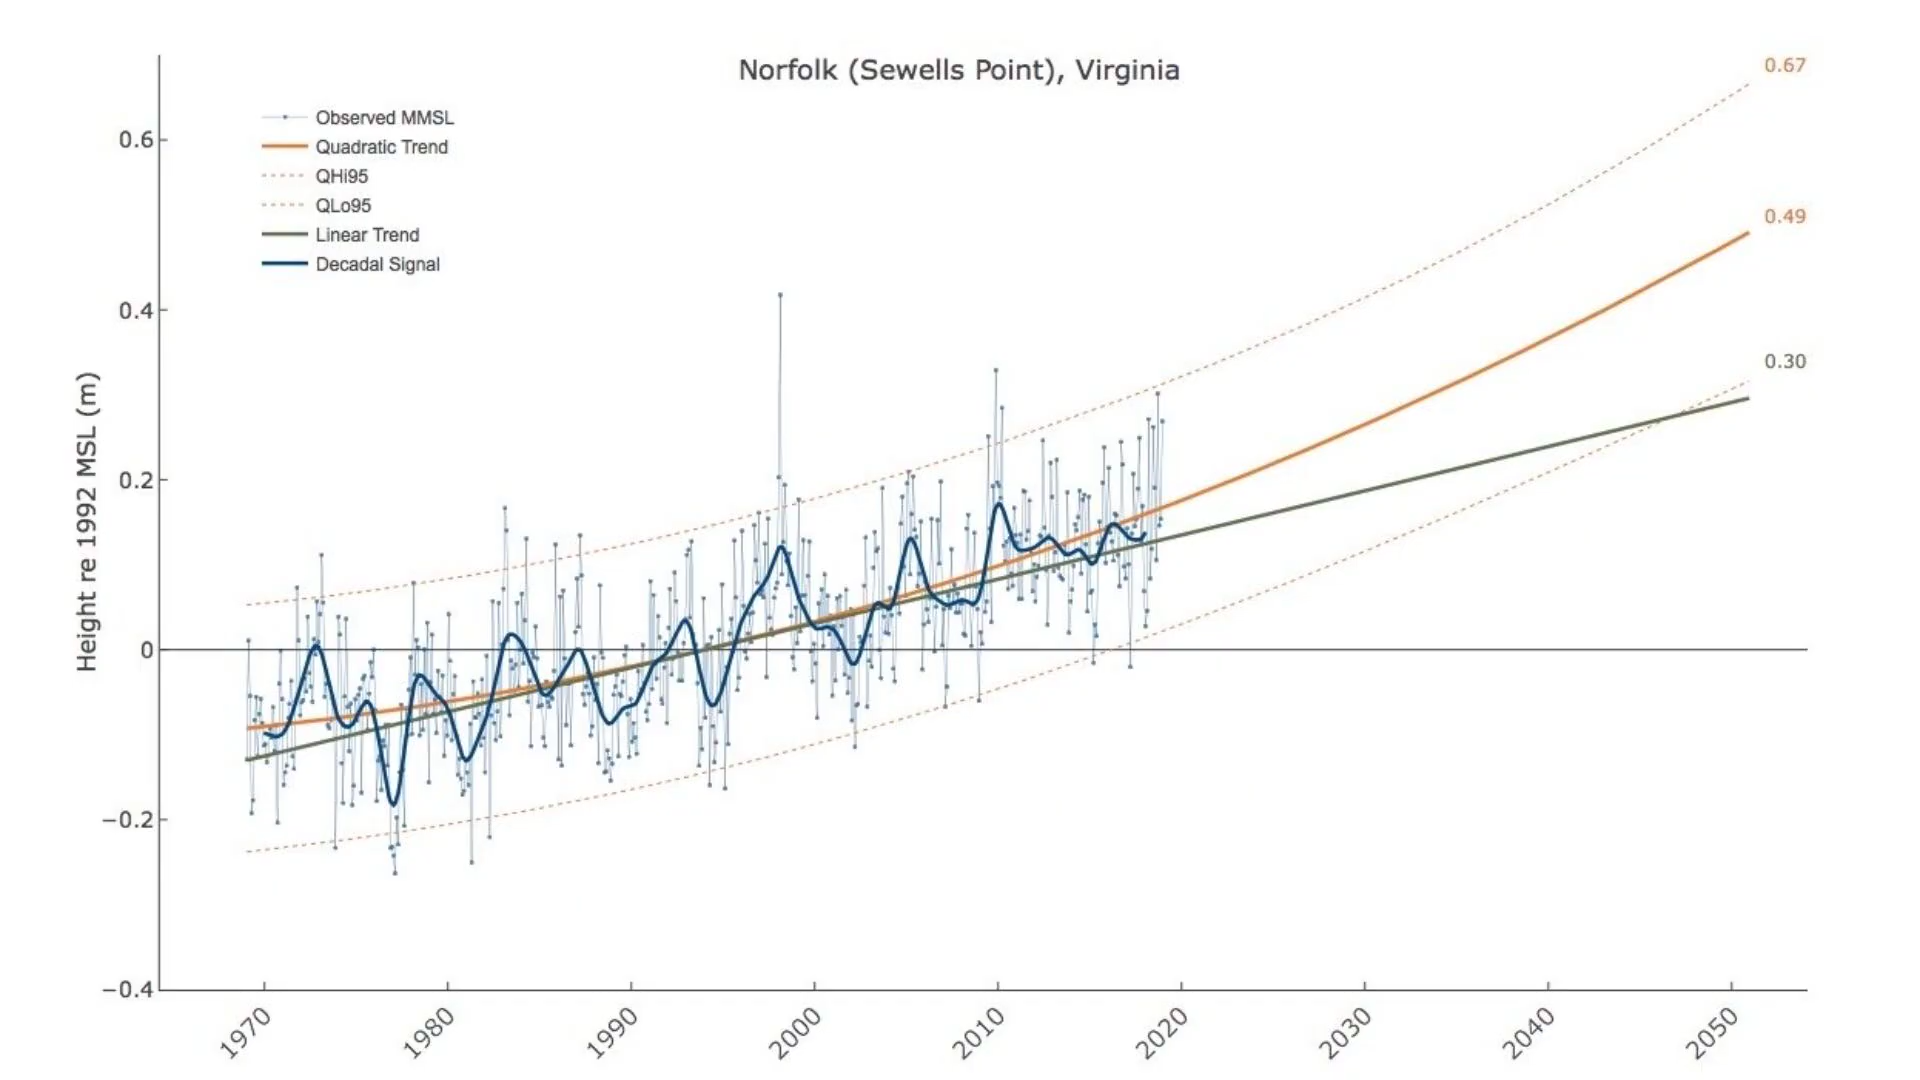 Norfolk (Sewells Point), Virginia
0.67
0.49
0.30
Observed MMSL
Quadratic Trend
QHi95
QLo95
Linear Trend
Decadal Signal
Height re 1992 MSL (m)
0.6
0.4
0.2
0
−0.2
−0.4
1970
1980
1990
2000
2010
2020
2030
2040
2050